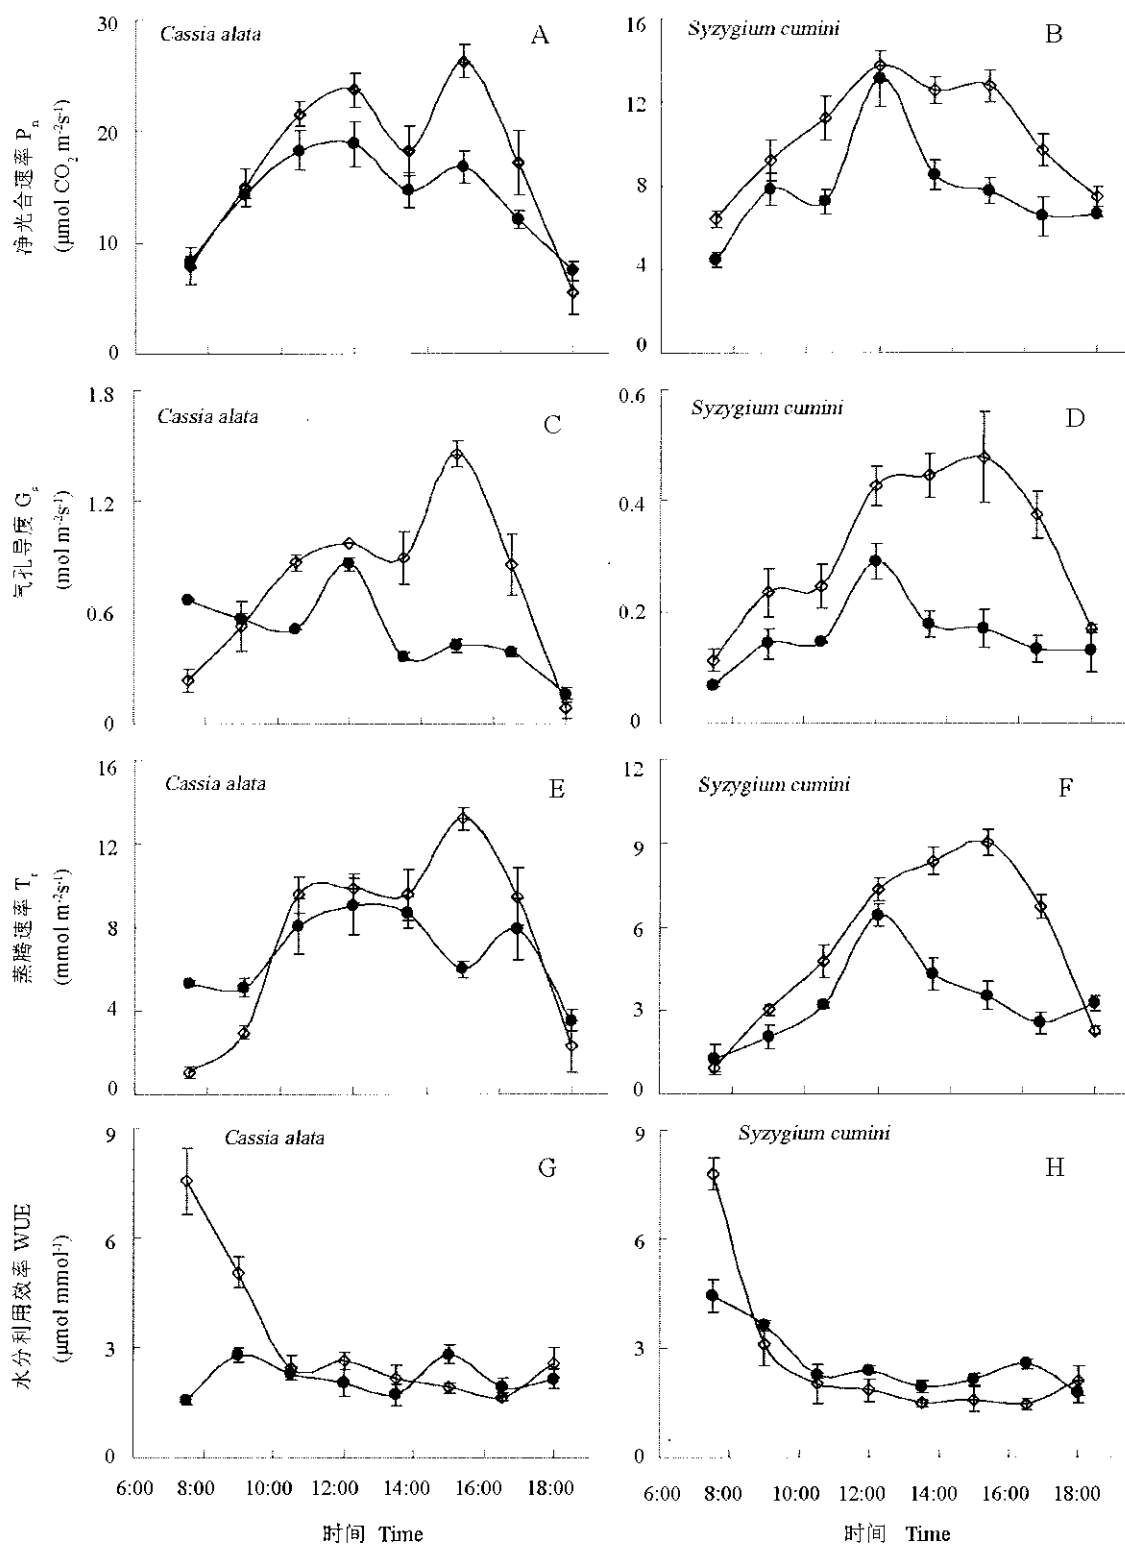 Cassia alata A
Syzygium cumini B
净光合速率 Pn
(μmol CO2 m-2s-1)
30
20
10
0
16
12
8
4
0
Cassia alata C
Syzygium cumini D
气孔导度 Gs
(mol m-2s-1)
1.8
1.2
0.6
0
0.6
0.4
0.2
0
Cassia alata E
Syzygium cumini F
蒸腾速率 Tr
(mmol m-2s-1)
16
12
8
4
0
12
9
6
3
0
Cassia alata G
Syzygium cumini H
水分利用效率 WUE
(μmol mmol-1)
9
6
3
0
9
6
3
0
6:00 8:00 10:00 12:00 14:00 16:00 18:00
6:00 8:00 10:00 12:00 14:00 16:00 18:00
时间 Time
时间 Time